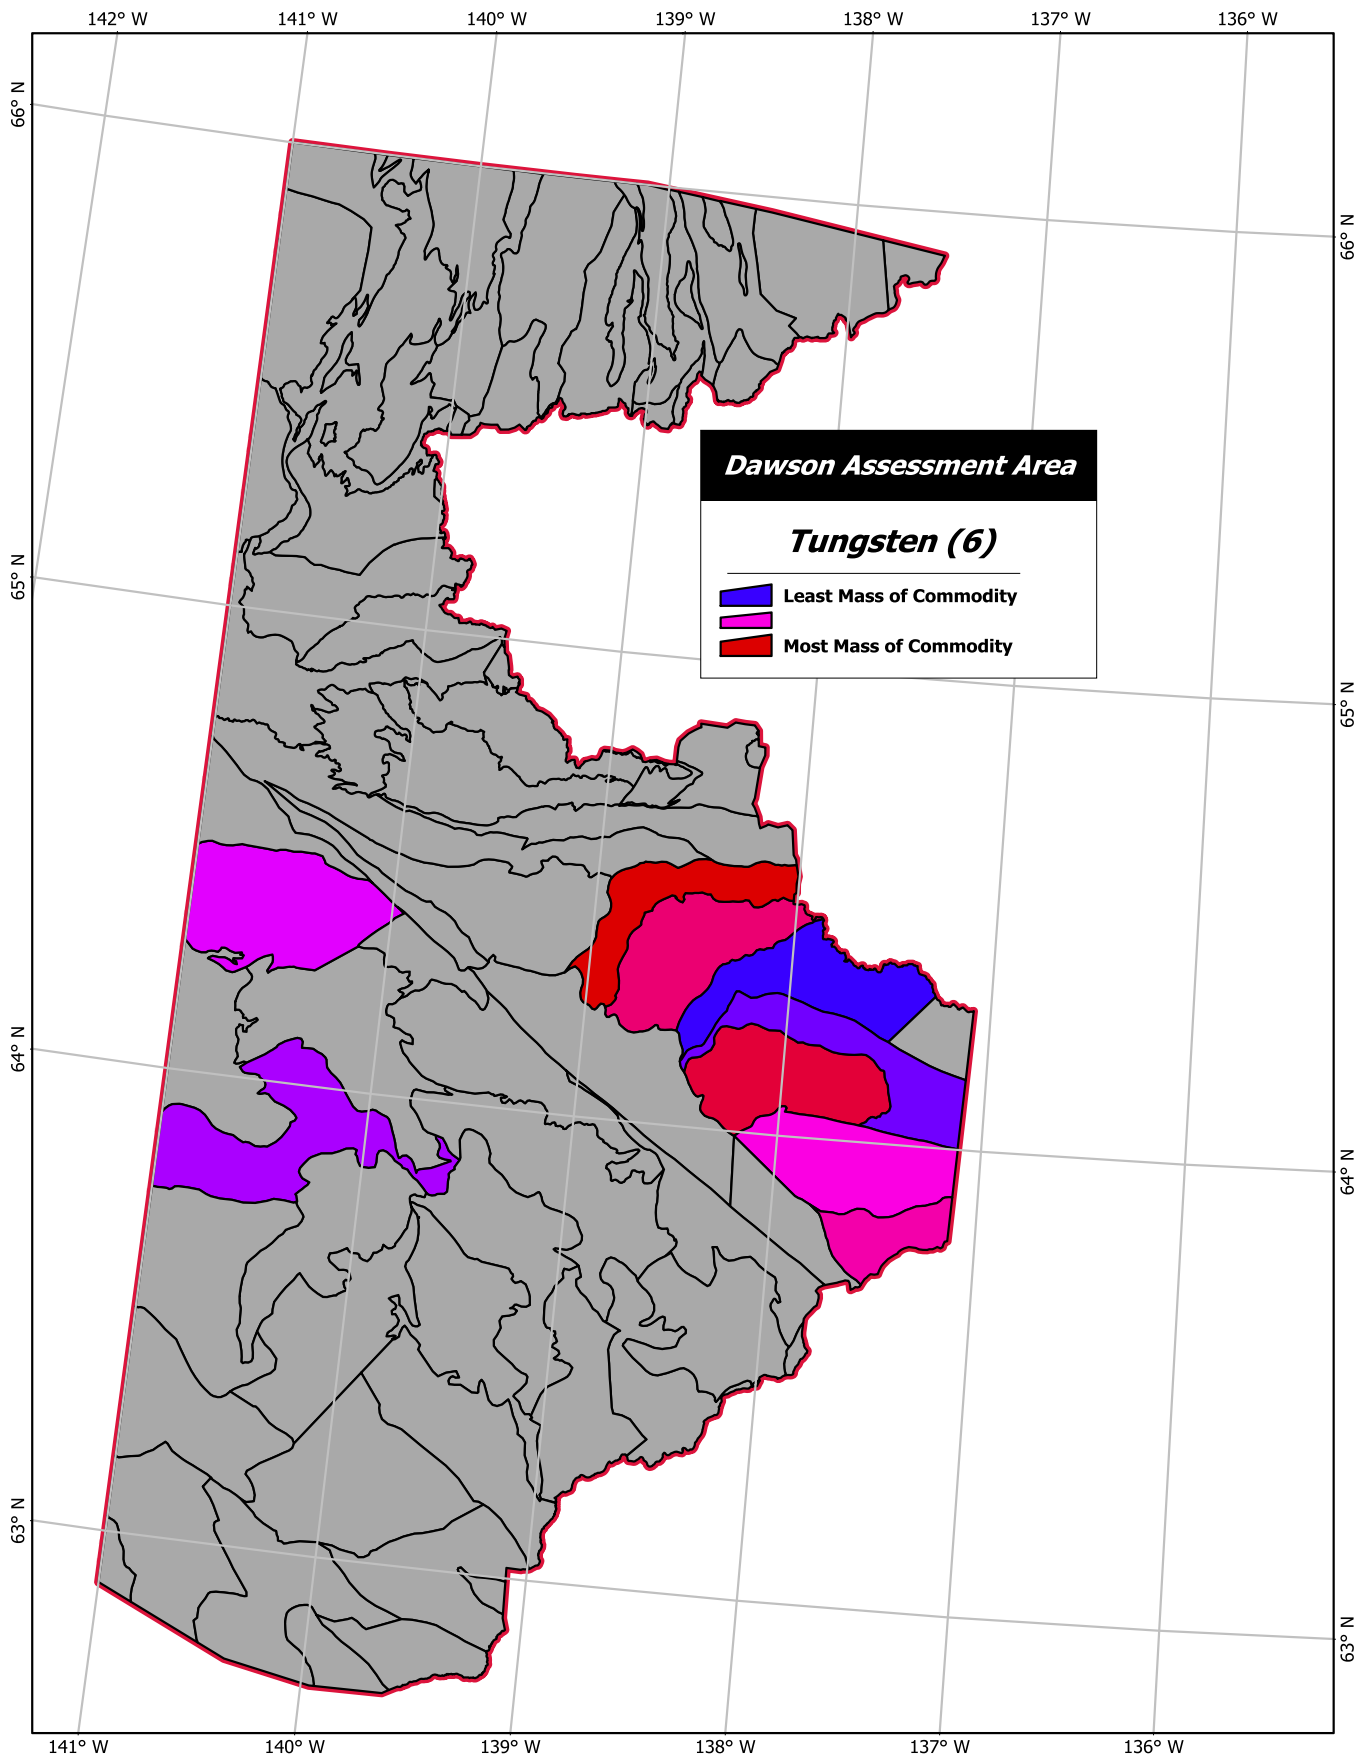 142° W 141° W 140° W 139° W 138° W 137° W 136° W
66° N
66° N
Dawson Assessment Area
Tungsten (6)
65° N
Least Mass of Commodity
Most Mass of Commodity
65° N
64° N
64° N
63° N
63° N
141° W 140° W 139° W 138° W 137° W 136° W